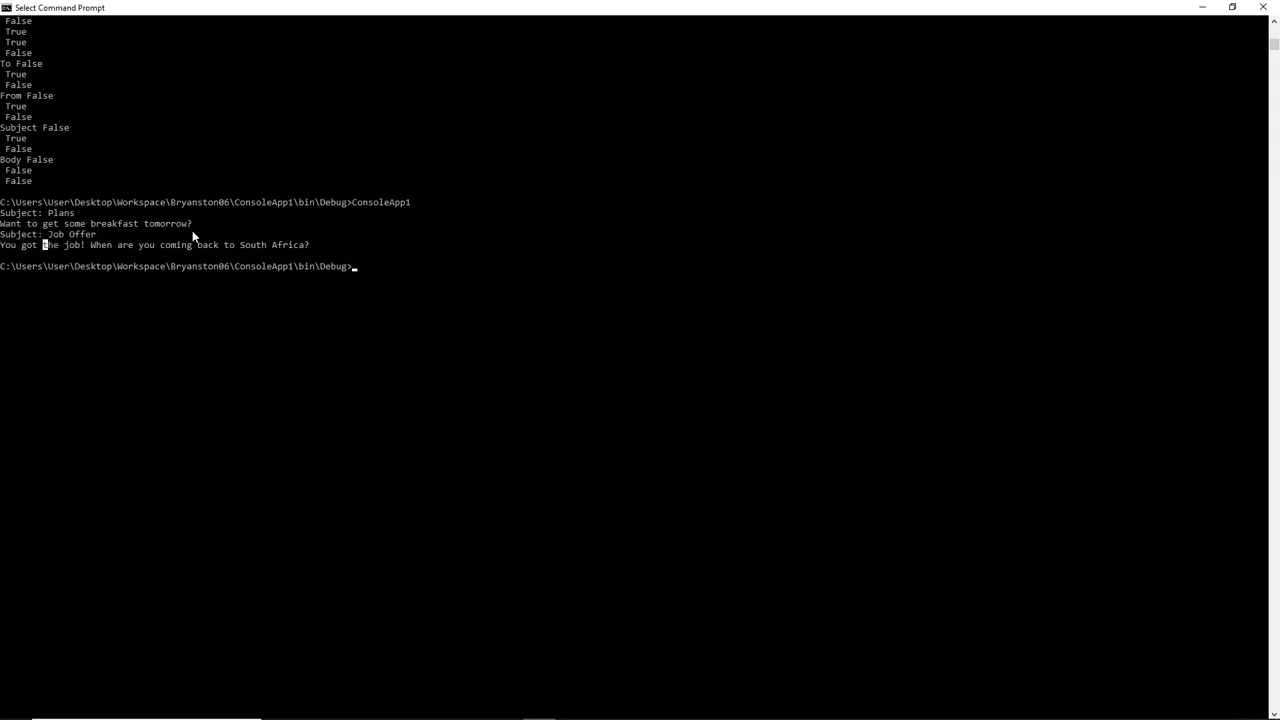 Select Command Prompt
False
True
True
False
To False
True
False
From False
True
False
Subject False
True
False
Body False
False
False
C:\Users\User\Desktop\Workspace\Bryanston06\ConsoleApp1\bin\Debug>ConsoleApp1
Subject: Plans
Want to get some breakfast tomorrow?
Subject: Job Offer
You got the job! When are you coming back to South Africa?
C:\Users\User\Desktop\Workspace\Bryanston06\ConsoleApp1\bin\Debug>